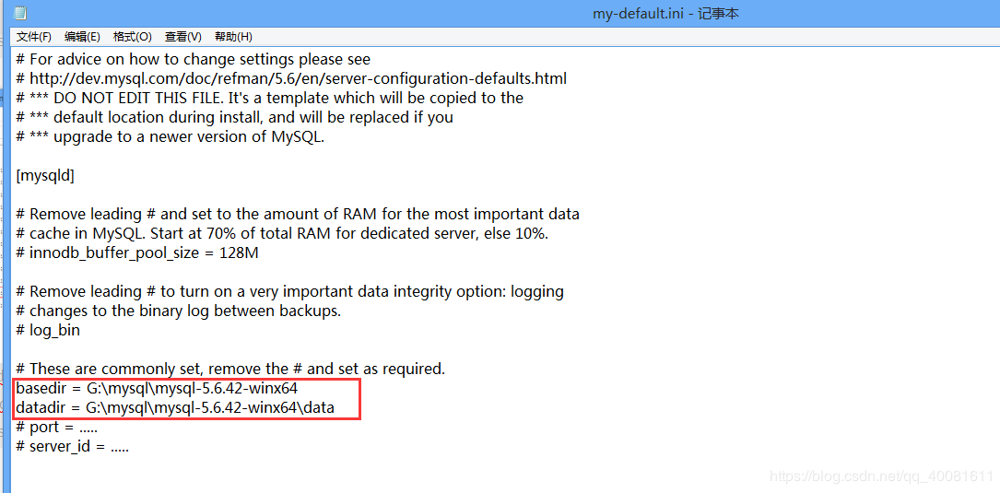 my-default.ini - 记事本
文件(F) 编辑(E) 格式(O) 查看(V) 帮助(H)
# For advice on how to change settings please see
# http://dev.mysql.com/doc/refman/5.6/en/server-configuration-defaults.html
# *** DO NOT EDIT THIS FILE. It's a template which will be copied to the
# *** default location during install, and will be replaced if you
# *** upgrade to a newer version of MySQL.
[mysqld]
# Remove leading # and set to the amount of RAM for the most important data
# cache in MySQL. Start at 70% of total RAM for dedicated server, else 10%.
# innodb_buffer_pool_size = 128M
# Remove leading # to turn on a very important data integrity option: logging
# changes to the binary log between backups.
# log_bin
# These are commonly set, remove the # and set as required.
basedir = G:\mysql\mysql-5.6.42-winx64
datadir = G:\mysql\mysql-5.6.42-winx64\data
# port = .....
# server_id = .....
https://blog.csdn.net/qq_40081611